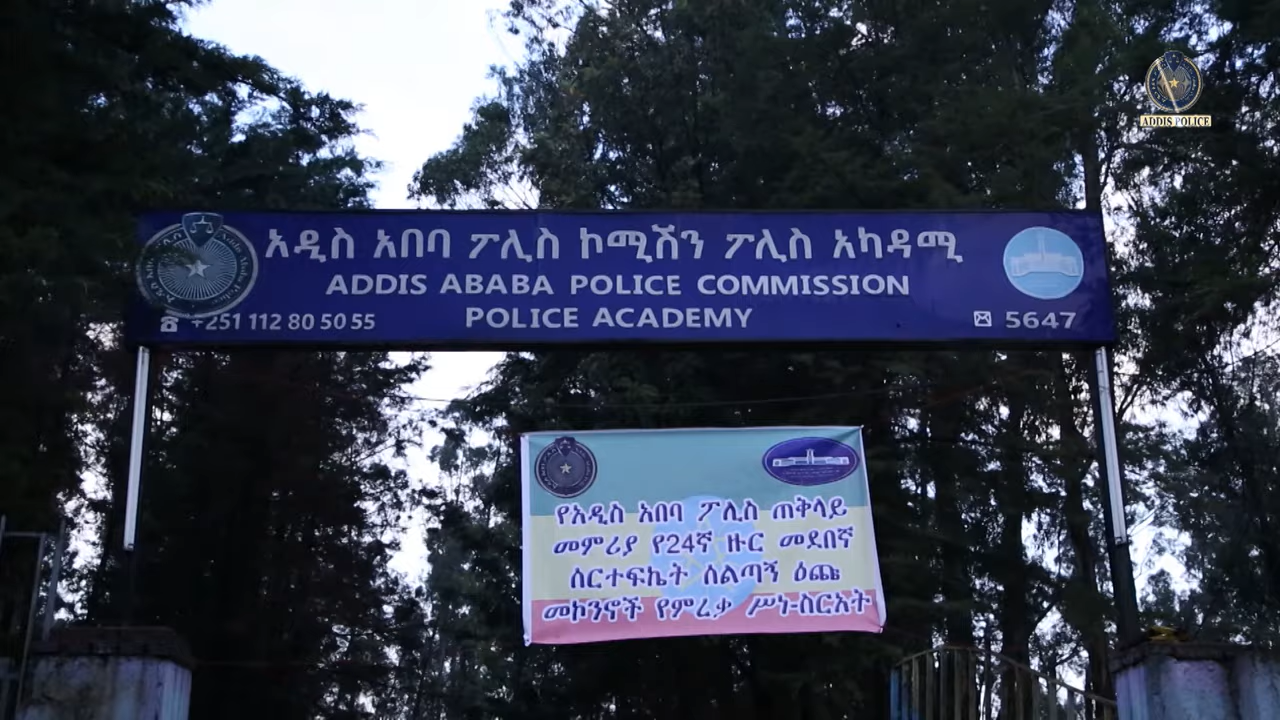 ADDIS POLICE
አዲስ አበባ ፖሊስ ኮሚሽን ፖሊስ አካዳሚ
ADDIS ABABA POLICE COMMISSION
POLICE ACADEMY
+251 112 80 50 55
5647
የአዲስ አበባ ፖሊስ ጠቅላይ
መምሪያ የ24ኛ ዙር መደበኛ
ሰርተፍኬት ሰልጣኝ ዕጩ
መኮንኖች የምረቃ ሥነ-ስርአት